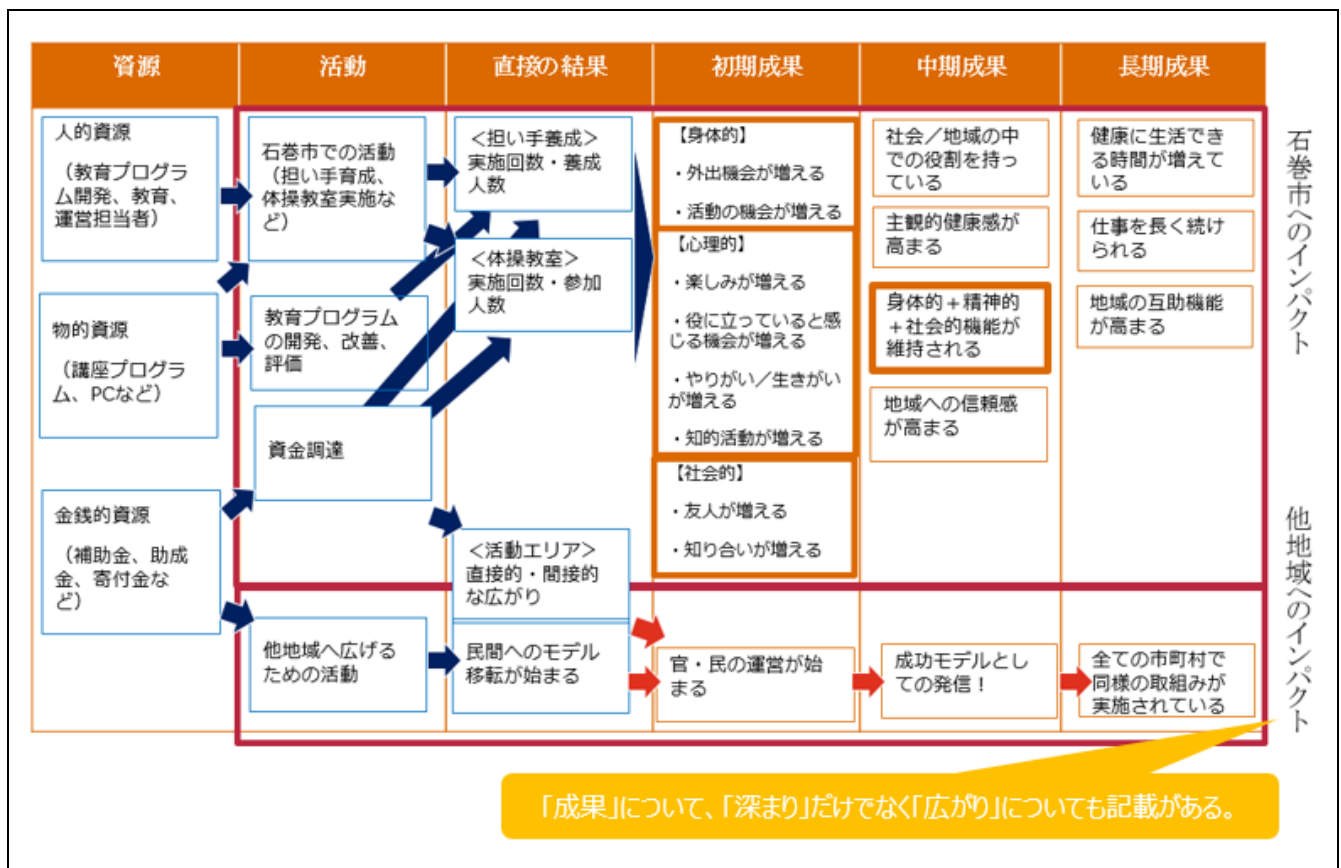 資源
活動
直接の結果
初期成果
中期成果
長期成果
人的資源
（教育プログラ
ム開発、教育、
運営担当者）
物的資源
（講座プログラ
ム、PCなど）
金銭的資源
（補助金、助成
金、寄付金な
ど）
石巻市での活動
（担い手育成、
体操教室実施な
ど）
教育プログラム
の開発、改善、
評価
資金調達
他地域へ広げる
ための活動
＜担い手養成＞
実施回数・養成
人数
＜体操教室＞
実施回数・参加
人数
＜活動エリア＞
直接的・間接的
な広がり
民間へのモデル
移転が始まる
【身体的】
・外出機会が増える
・活動の機会が増える
【心理的】
・楽しみが増える
・役に立っていると感
じる機会が増える
・やりがい／生きがい
が増える
・知的活動が増える
【社会的】
・友人が増える
・知り合いが増える
官・民の運営が始
まる
社会／地域の中
での役割を持っ
ている
主観的健康感が
高まる
身体的＋精神的
＋社会的機能が
維持される
地域への信頼感
が高まる
成功モデルとし
ての発信！
健康に生活でき
る時間が増えて
いる
仕事を長く続け
られる
地域の互助機能
が高まる
全ての市町村で
同様の取組みが
実施されている
石巻市へのインパクト
他地域へのインパクト
「成果」について、「深まり」だけでなく「広がり」についても記載がある。